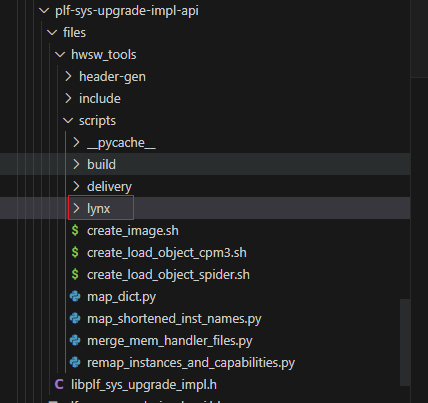 plf-sys-upgrade-impl-api
files
hwsw_tools
header-gen
include
scripts
__pycache__
build
delivery
lynx
$ create_image.sh
$ create_load_object_cpm3.sh
$ create_load_object_spider.sh
map_dict.py
map_shortened_inst_names.py
merge_mem_handler_files.py
remap_instances_and_capabilities.py
C libplf_sys_upgrade_impl.h